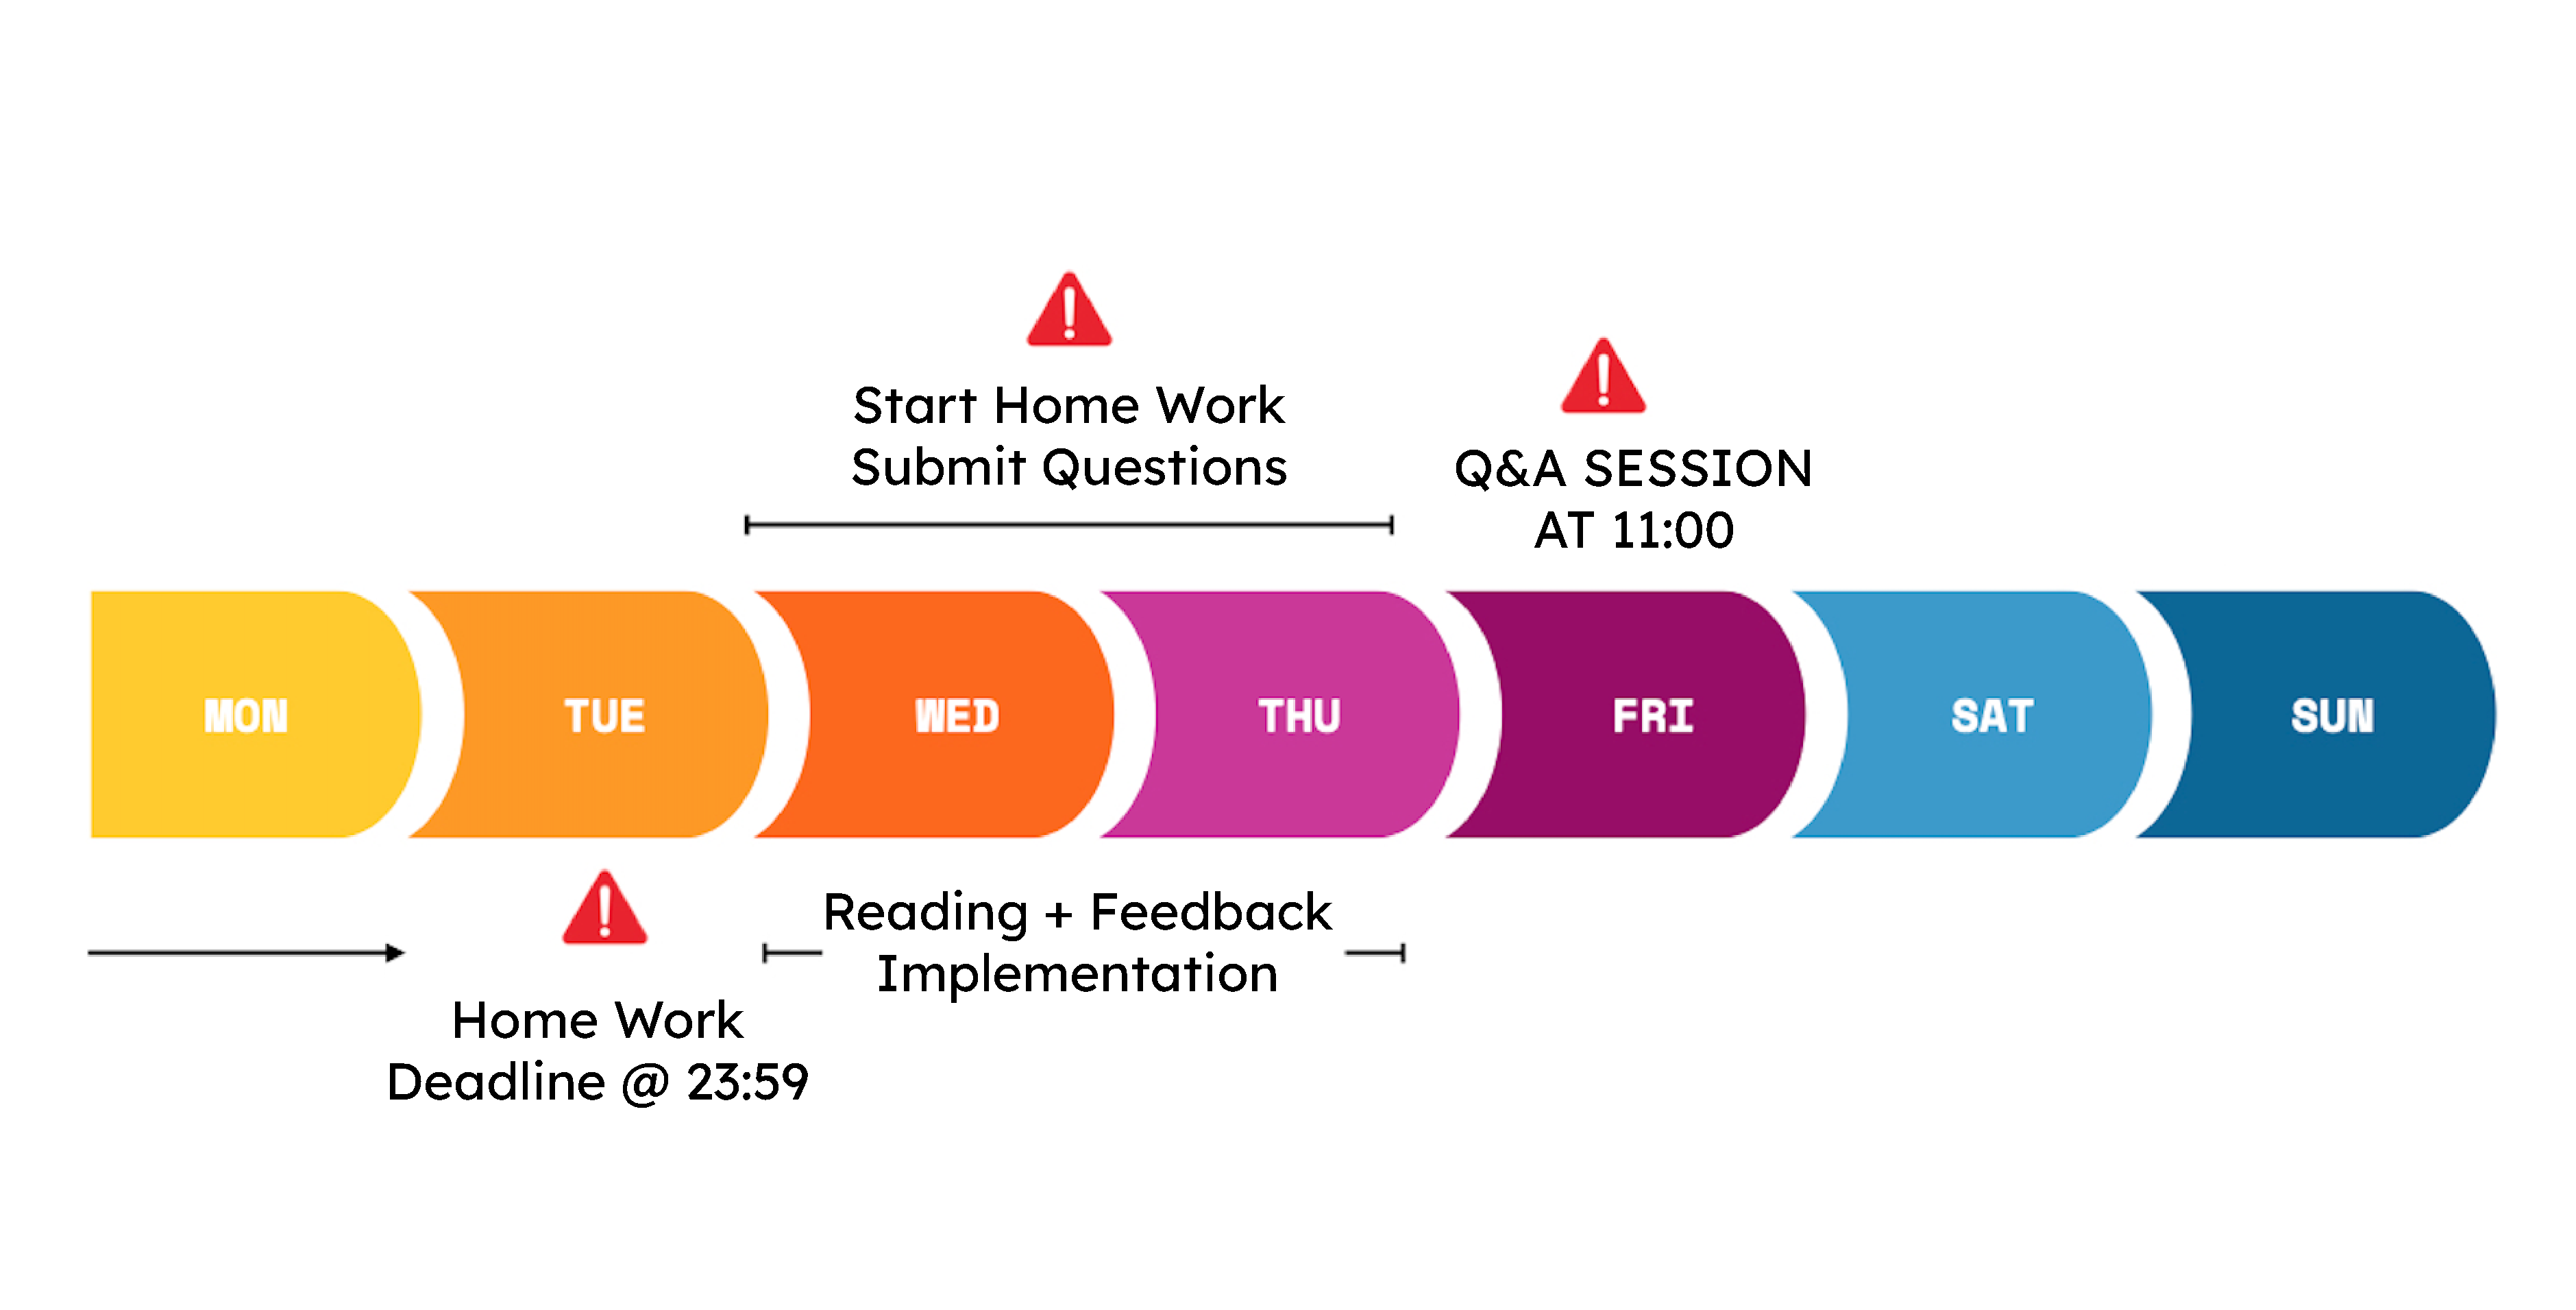 Start Home Work
Submit Questions
Q&A SESSION
AT 11:00
MON
TUE
WED
THU
FRI
SAT
SUN
Reading + Feedback
Implementation
Home Work
Deadline @ 23:59